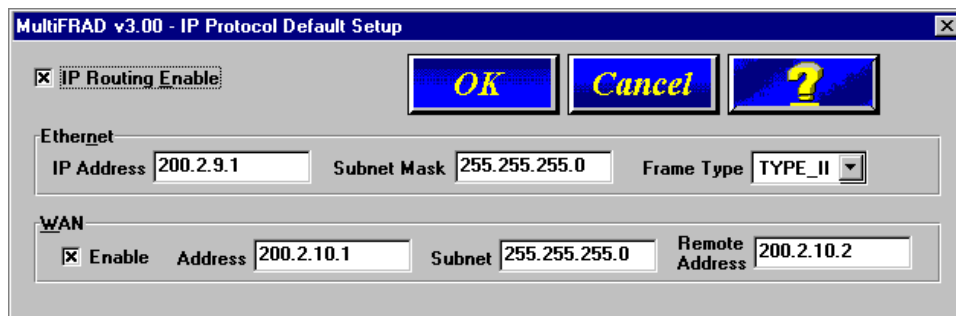 MultiFRAD v3.00 - IP Protocol Default Setup
IP Routing Enable
OK
Cancel
?
Ethernet
IP Address 200.2.9.1 Subnet Mask 255.255.255.0 Frame Type TYPE_II
WAN
Enable Address 200.2.10.1 Subnet 255.255.255.0 Remote Address 200.2.10.2